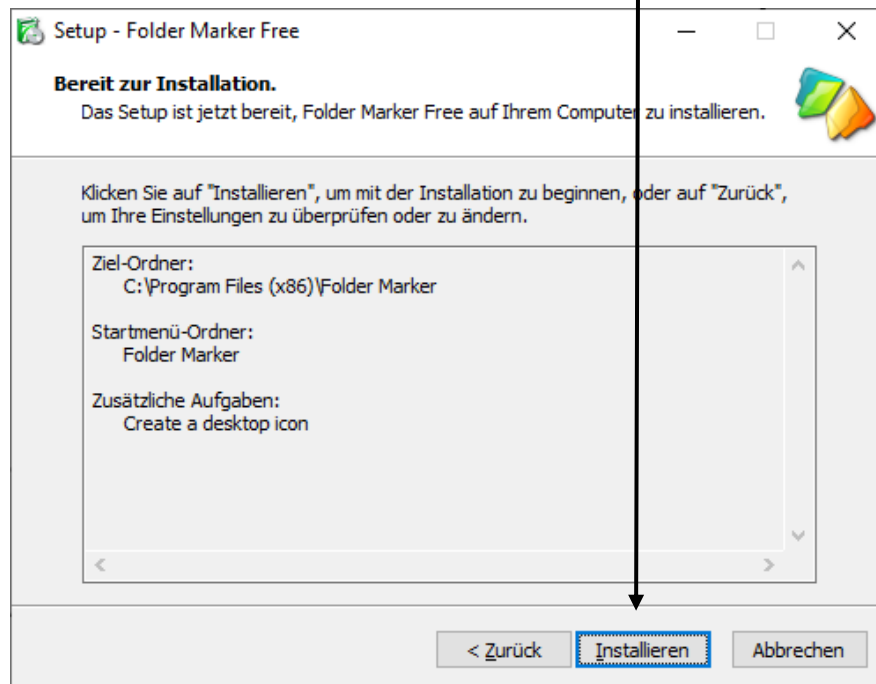 Setup - Folder Marker Free
Bereit zur Installation.
Das Setup ist jetzt bereit, Folder Marker Free auf Ihrem Computer zu installieren.
Klicken Sie auf "Installieren", um mit der Installation zu beginnen, oder auf "Zurück",
um Ihre Einstellungen zu überprüfen oder zu ändern.
Ziel-Ordner:
C:\Program Files (x86)\Folder Marker
Startmenü-Ordner:
Folder Marker
Zusätzliche Aufgaben:
Create a desktop icon
< Zurück Installieren Abbrechen